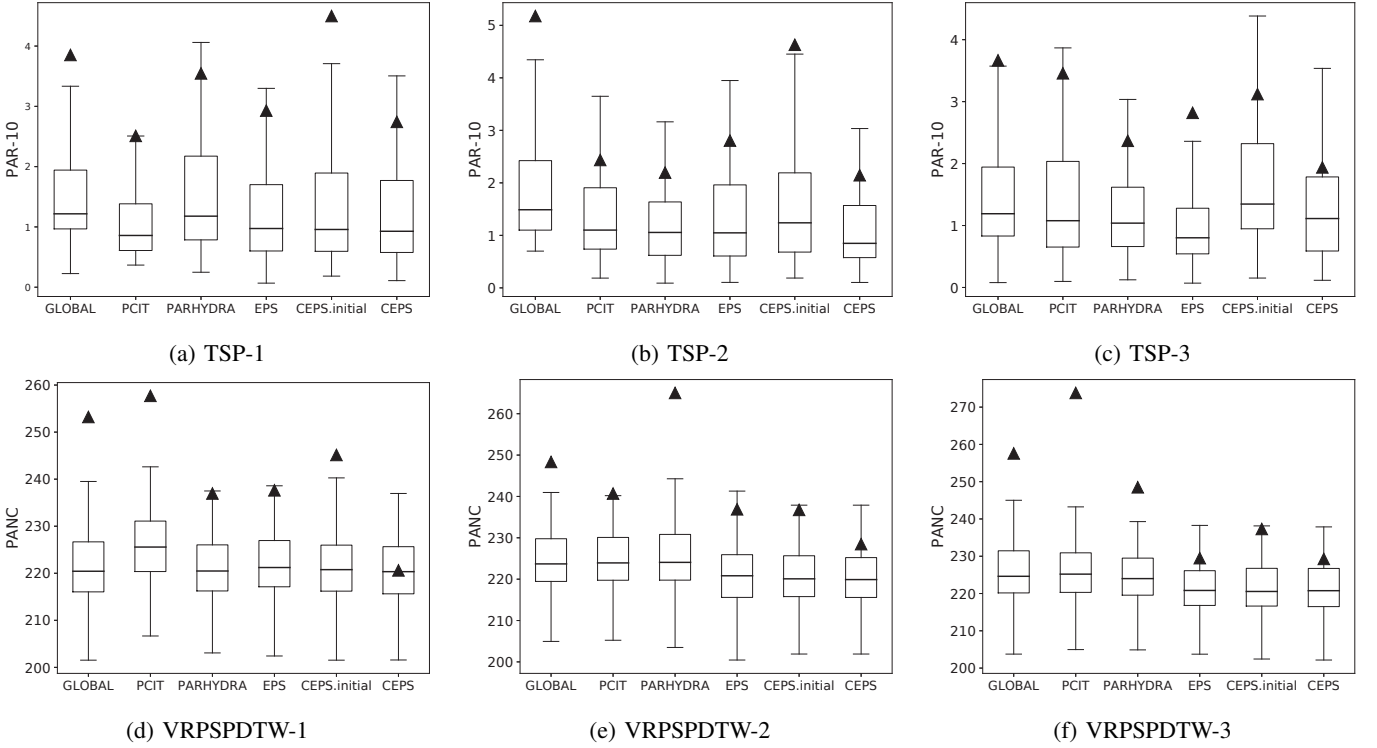 PAR-10
4
3
2
1
0
GLOBAL PCIT PARHYDRA EPS CEPS.initial CEPS
(a) TSP-1
PAR-10
5
4
3
2
1
0
GLOBAL PCIT PARHYDRA EPS CEPS.initial CEPS
(b) TSP-2
PAR-10
4
3
2
1
0
GLOBAL PCIT PARHYDRA EPS CEPS.initial CEPS
(c) TSP-3
PANC
260
250
240
230
220
210
200
GLOBAL PCIT PARHYDRA EPS CEPS.initial CEPS
(d) VRPSPDTW-1
PANC
260
250
240
230
220
210
200
GLOBAL PCIT PARHYDRA EPS CEPS.initial CEPS
(e) VRPSPDTW-2
PANC
270
260
250
240
230
220
210
200
GLOBAL PCIT PARHYDRA EPS CEPS.initial CEPS
(f) VRPSPDTW-3